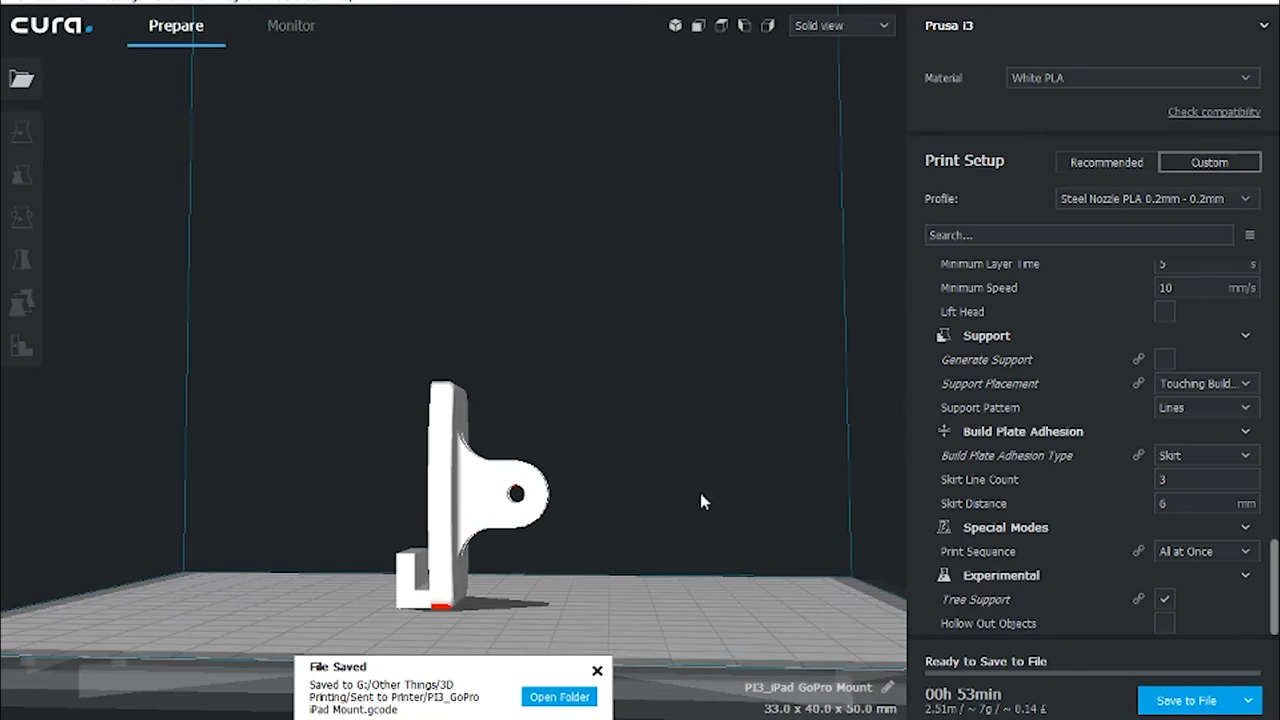 cura.
Prepare
Monitor
Solid view
Prusa i3
Material
White PLA
Check compatibility
Print Setup
Recommended
Custom
Profile:
Steel Nozzle PLA 0.2mm - 0.2mm
Search...
Minimum Layer Time
5
s
Minimum Speed
10
mm/s
Lift Head
Support
Generate Support
Support Placement
Touching Build...
Support Pattern
Lines
Build Plate Adhesion
Build Plate Adhesion Type
Skirt
Skirt Line Count
3
Skirt Distance
6
mm
Special Modes
Print Sequence
All at Once
Experimental
Tree Support
Hollow Out Objects
File Saved
Saved to G:/Other Things/3D
Printing/Sent to Printer/PI3_GoPro
iPad Mount.gcode
Open Folder
PI3_iPad GoPro Mount
33.0 x 40.0 x 50.0 mm
Ready to Save to File
00h 53min
2.51m / ~ 7g / ~ 0.14 £
Save to File